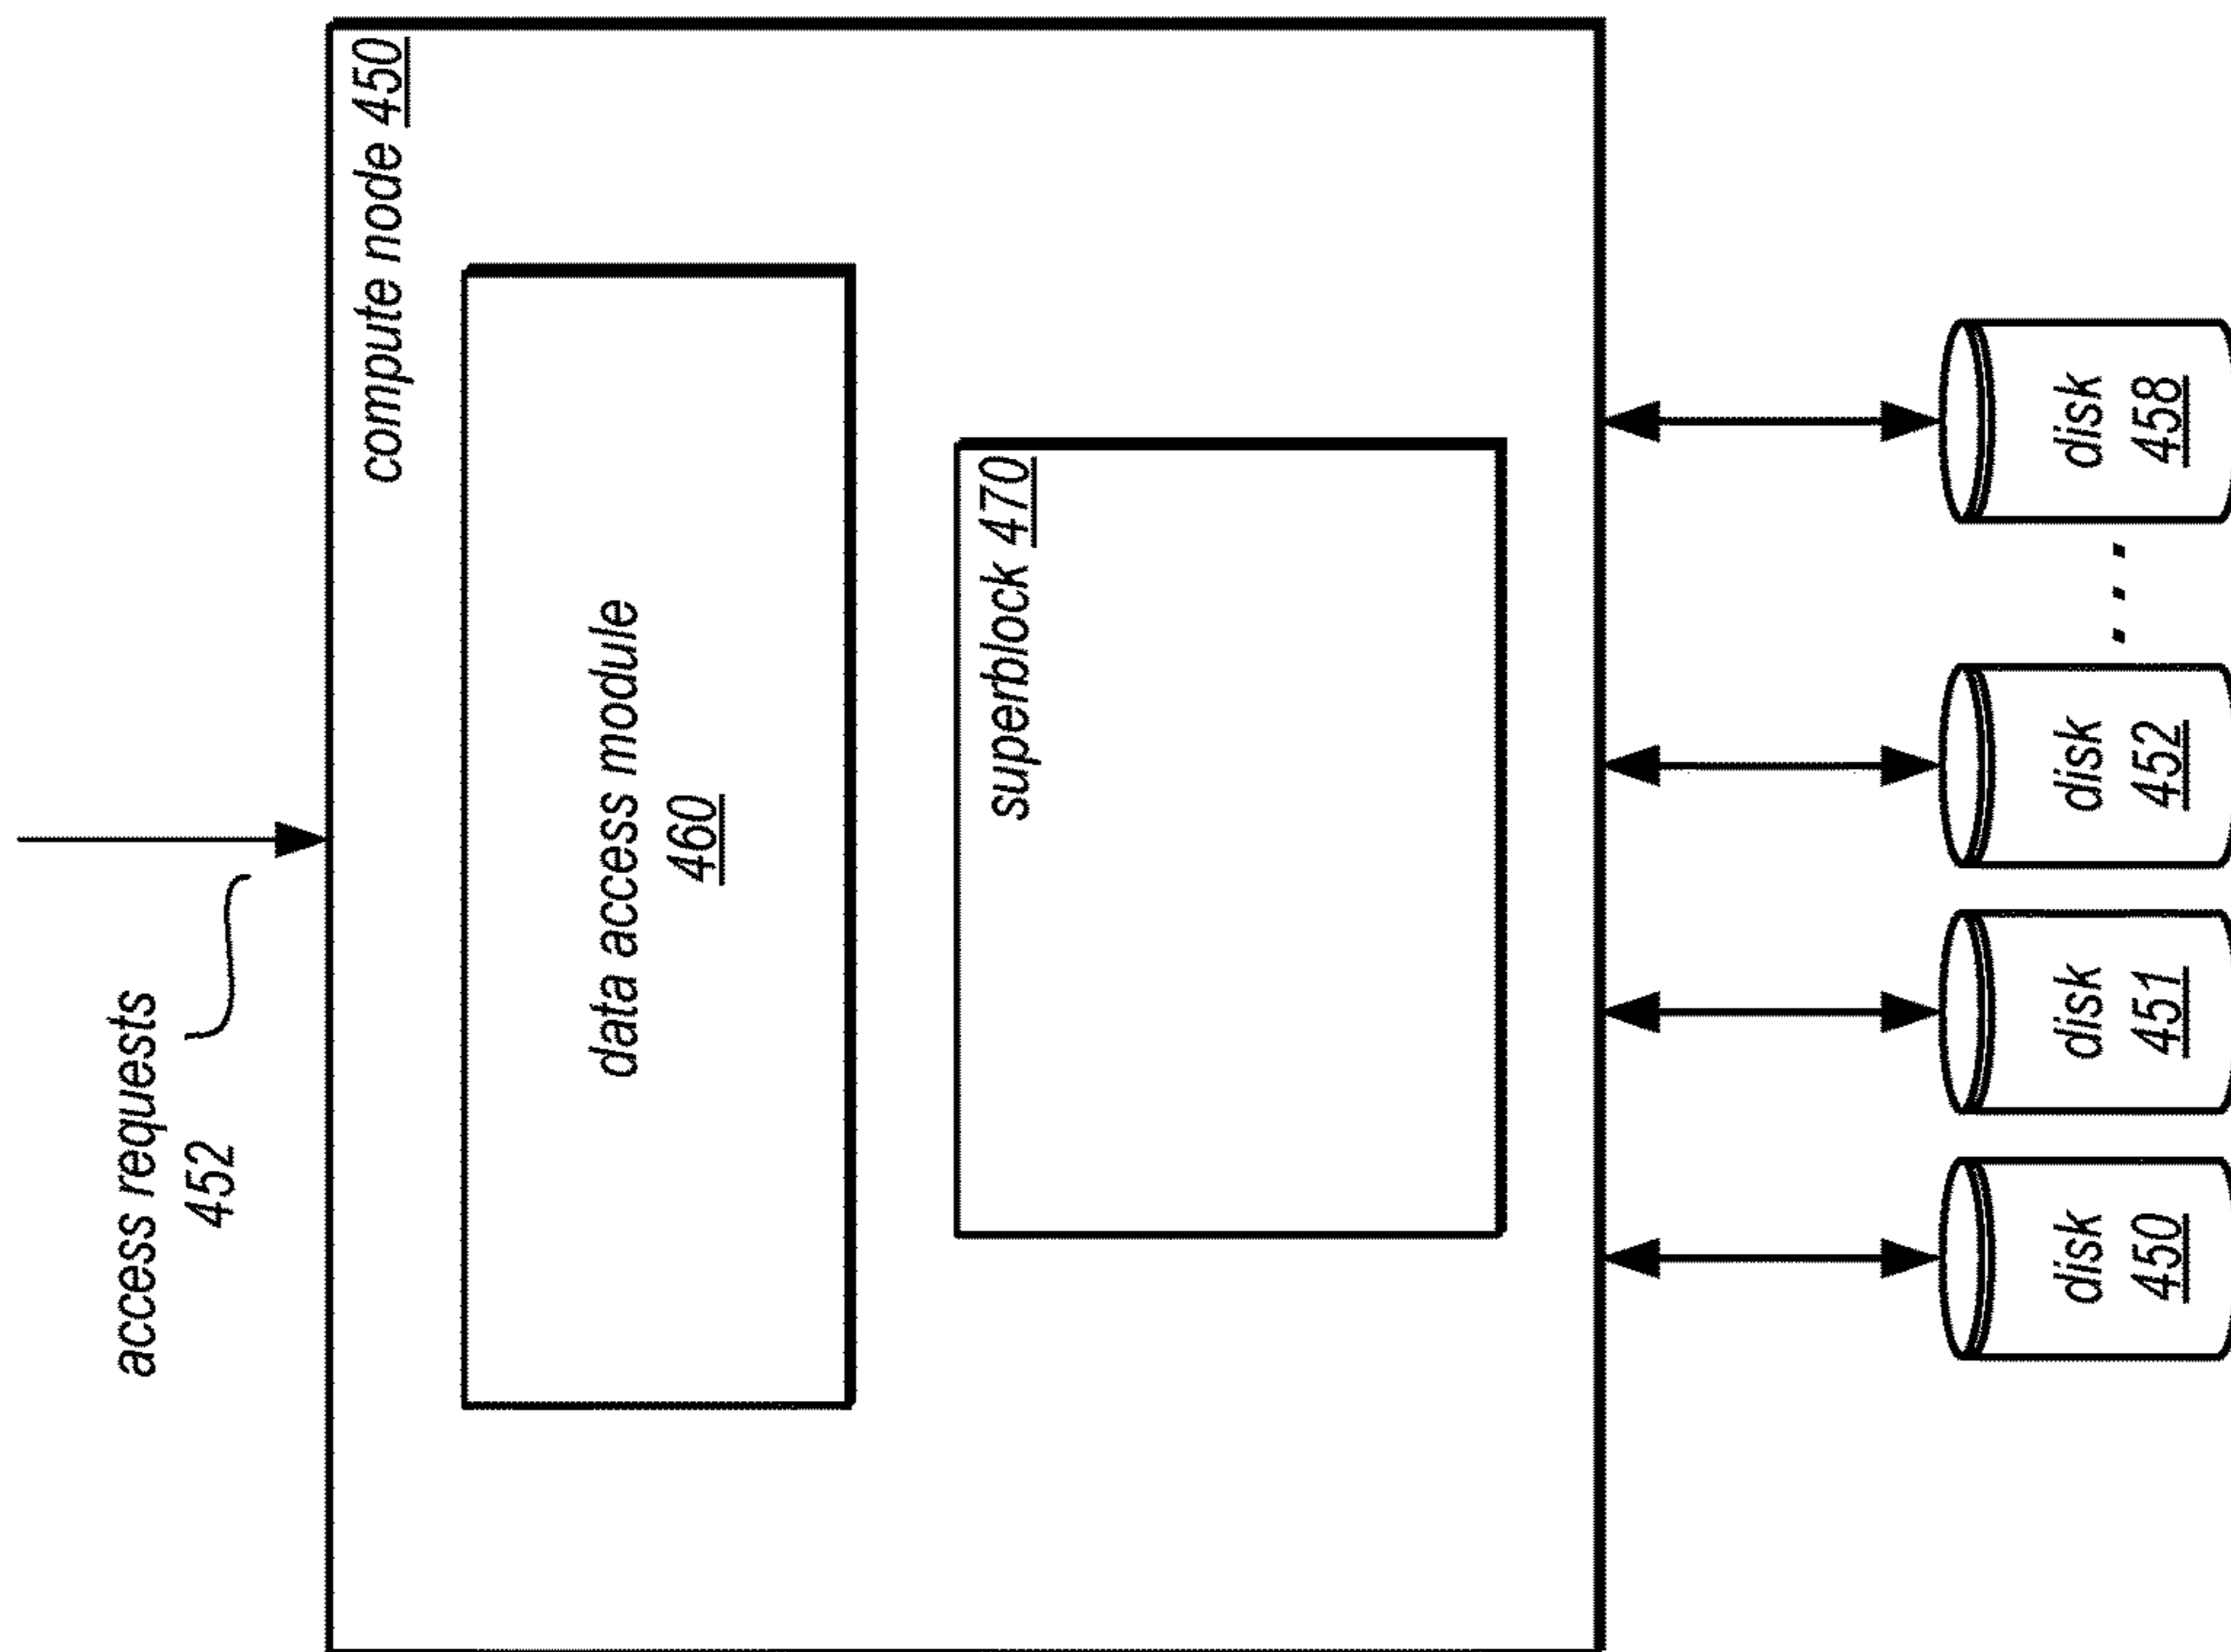 access requests
452
compute node 450
data access module
460
superblock 470
disk
450
disk
451
disk
452
. . .
disk
458